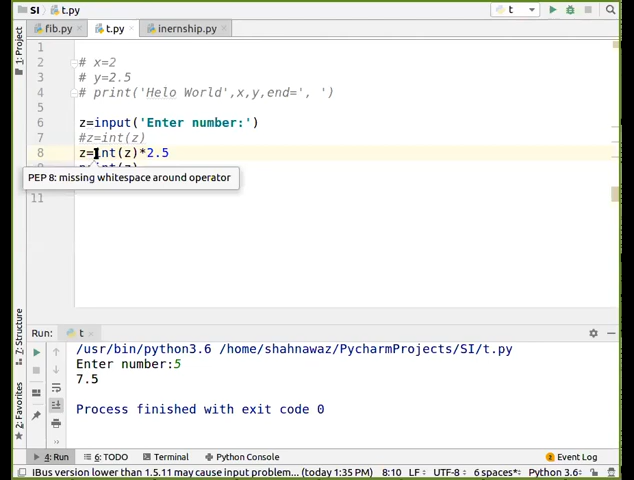 SI t.py
t
fib.py t.py inernship.py
1: Project
1
2 # x=2
3 # y=2.5
4 # print('Helo World',x,y,end=', ')
5
6 z=input('Enter number:')
7 #z=int(z)
8 z=int(z)*2.5
PEP 8: missing whitespace around operator
11
7: Structure
2: Favorites
Run: t
/usr/bin/python3.6 /home/shahnawaz/PycharmProjects/SI/t.py
Enter number:5
7.5
Process finished with exit code 0
4: Run 6: TODO Terminal Python Console Event Log
IBus version lower than 1.5.11 may cause input problem... (today 1:35 PM) 8:10 LF UTF-8 6 spaces* Python 3.6